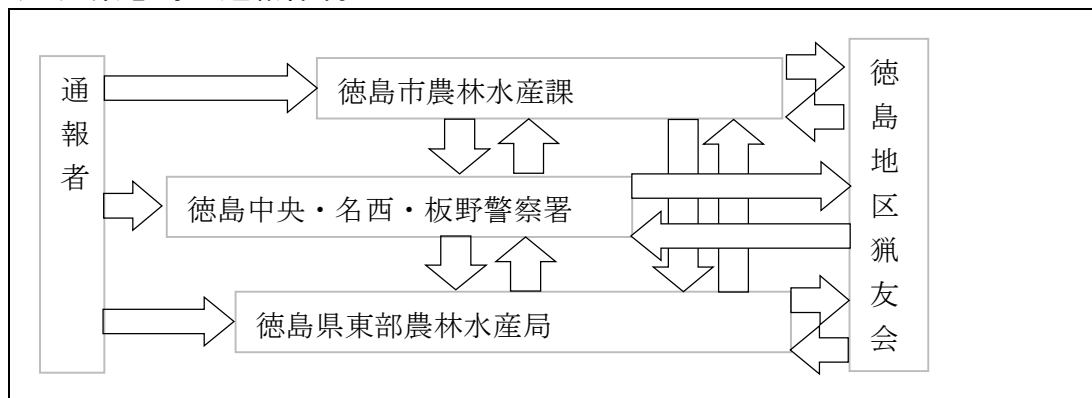 通報者
徳島市農林水産課
徳島中央・名西・板野警察署
徳島県東部農林水産局
徳島地区猟友会